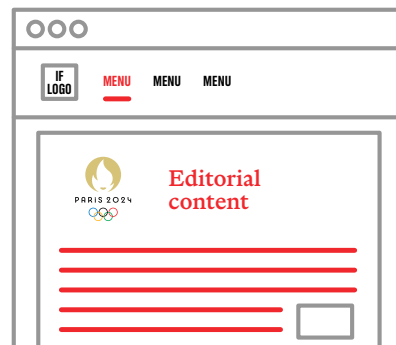 IF
LOGO
MENU MENU MENU
Editorial
content
PARIS 2024